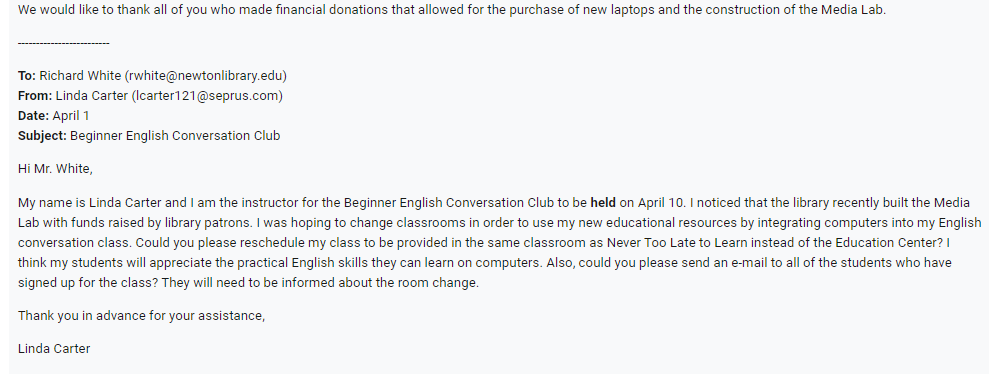 We would like to thank all of you who made financial donations that allowed for the purchase of new laptops and the construction of the Media Lab.
-------------------------
To: Richard White (rwhite@newtonlibrary.edu)
From: Linda Carter (lcarter121@seprus.com)
Date: April 1
Subject: Beginner English Conversation Club
Hi Mr. White,
My name is Linda Carter and I am the instructor for the Beginner English Conversation Club to be held on April 10. I noticed that the library recently built the Media
Lab with funds raised by library patrons. I was hoping to change classrooms in order to use my new educational resources by integrating computers into my English
conversation class. Could you please reschedule my class to be provided in the same classroom as Never Too Late to Learn instead of the Education Center? I
think my students will appreciate the practical English skills they can learn on computers. Also, could you please send an e-mail to all of the students who have
signed up for the class? They will need to be informed about the room change.
Thank you in advance for your assistance,
Linda Carter